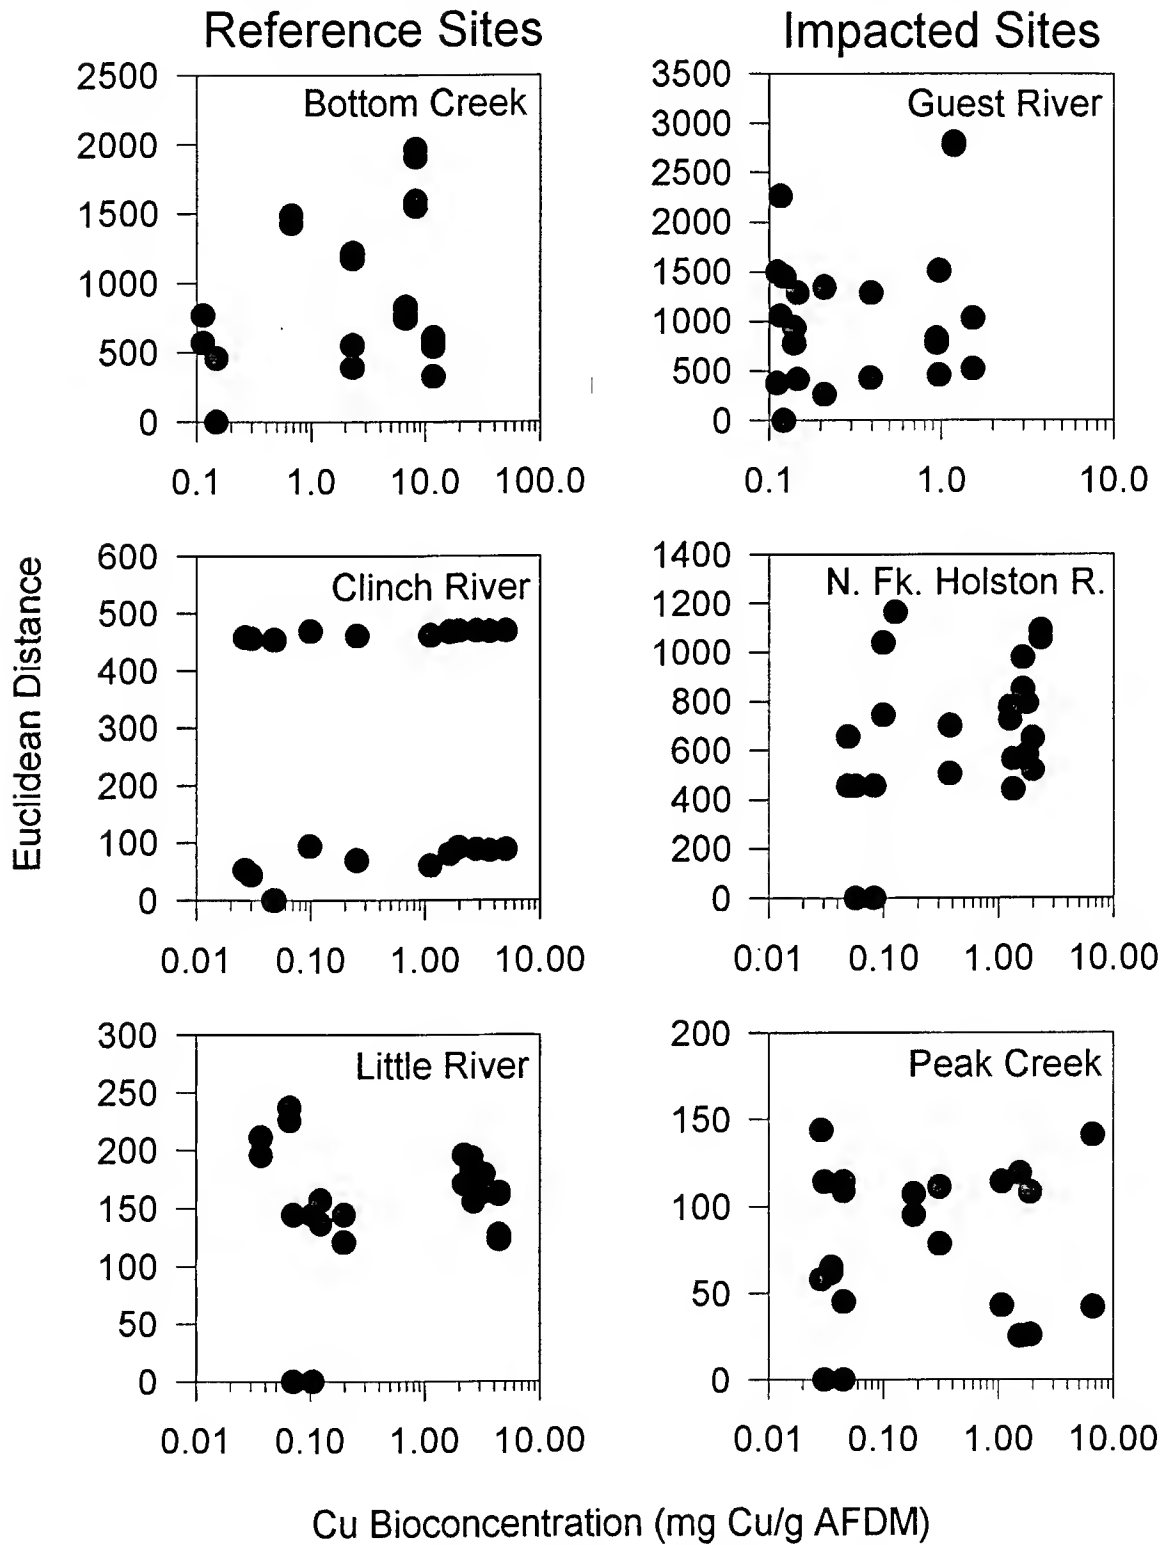 Reference Sites
Impacted Sites
2500
2000
1500
1000
500
0
Bottom Creek
0.1 1.0 10.0 100.0
3500
3000
2500
2000
1500
1000
500
0
Guest River
0.1 1.0 10.0
Euclidean Distance
600
500
400
300
200
100
0
Clinch River
0.01 0.10 1.00 10.00
1400
1200
1000
800
600
400
200
0
N. Fk. Holston R.
0.01 0.10 1.00 10.00
300
250
200
150
100
50
0
Little River
0.01 0.10 1.00 10.00
200
150
100
50
0
Peak Creek
0.01 0.10 1.00 10.00
Cu Bioconcentration (mg Cu/g AFDM)